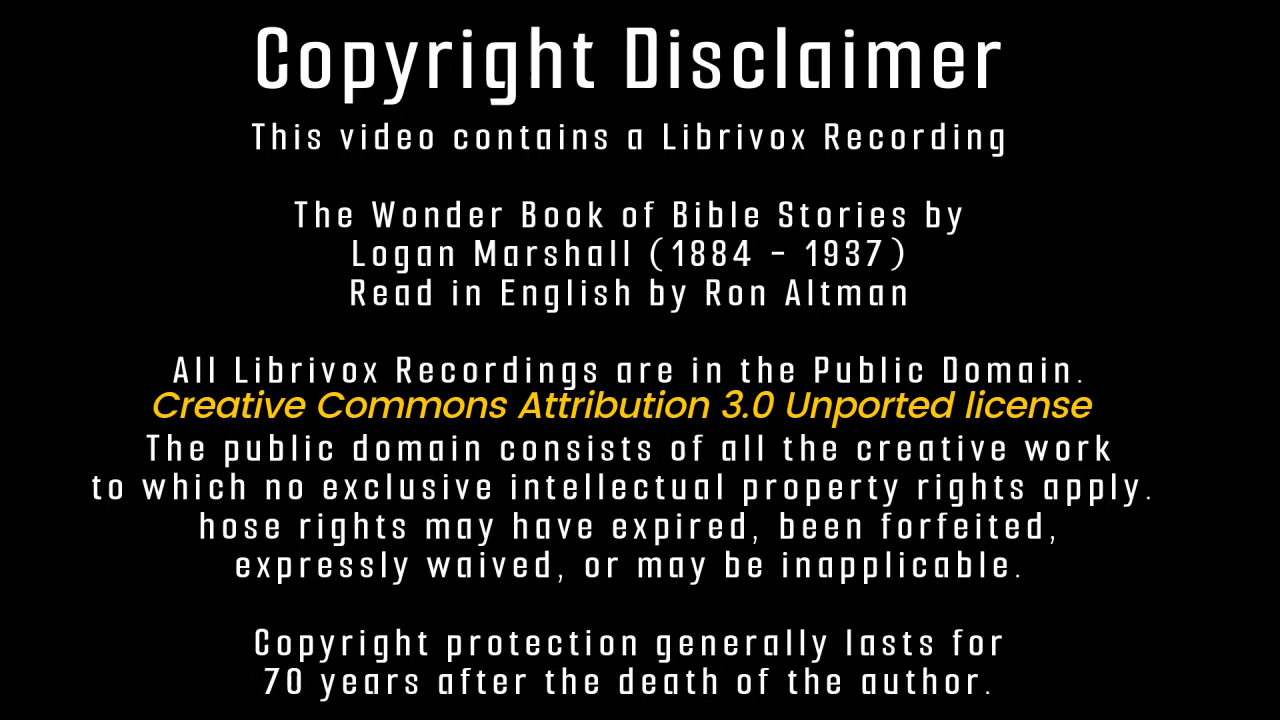 Copyright Disclaimer
This video contains a Librivox Recording
The Wonder Book of Bible Stories by
Logan Marshall (1884 - 1937)
Read in English by Ron Altman
All Librivox Recordings are in the Public Domain.
Creative Commons Attribution 3.0 Unported license
The public domain consists of all the creative work
to which no exclusive intellectual property rights apply.
hose rights may have expired, been forfeited,
expressly waived, or may be inapplicable.
Copyright protection generally lasts for
70 years after the death of the author.